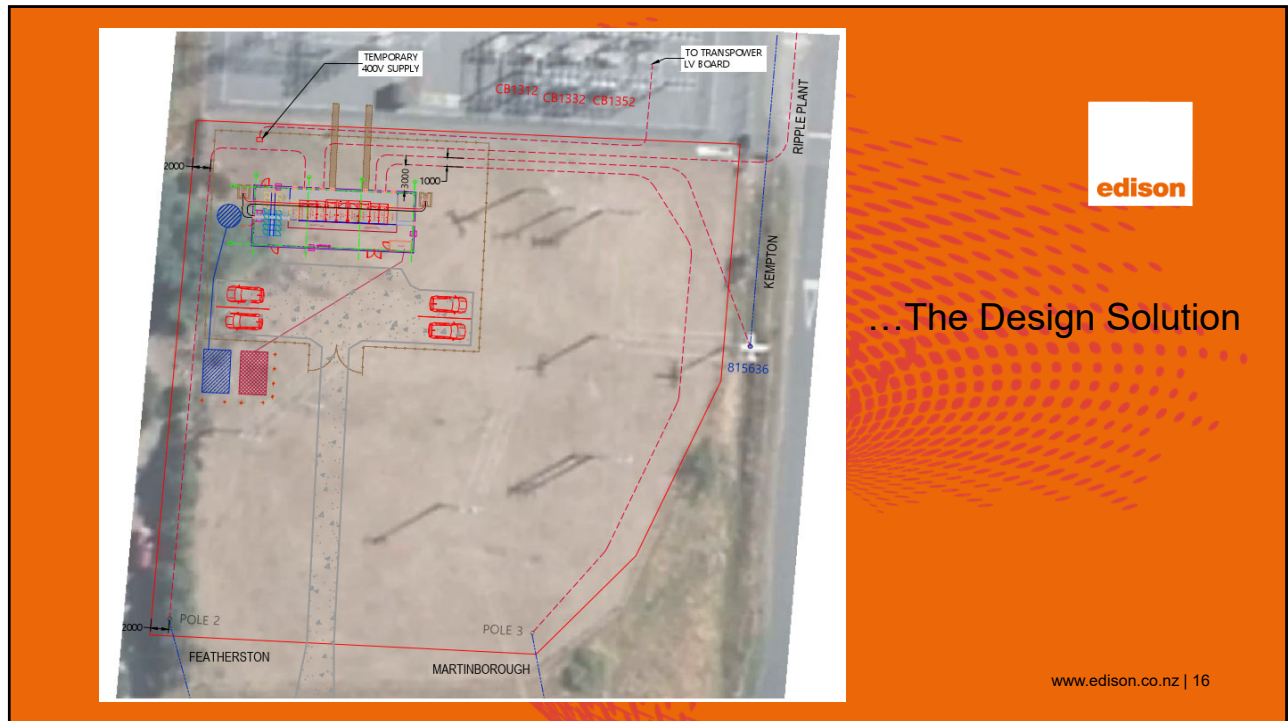 TEMPORARY
400V SUPPLY
TO TRANSPOWER
LV BOARD
CB1312
CB1332
CB1352
RIPPLE PLANT
2000
3000
1000
KEMPTON
815636
POLE 2
2000
POLE 3
FEATHERSTON
MARTINBOROUGH
edison
…The Design Solution
www.edison.co.nz | 16